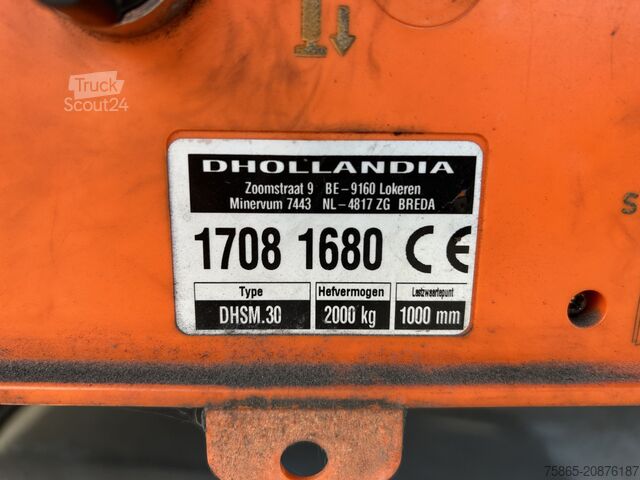 Truck
Scout24
DHOLLANDIA
Zoomstraat 9 BE-9160 Lokeren
Minervum 7443 NL-4817 ZG BREDA
1708 1680 CE
Type Hefvermogen Lastzwaartepunt
DHSM.30 2000 kg 1000 mm
S
75865-20876187